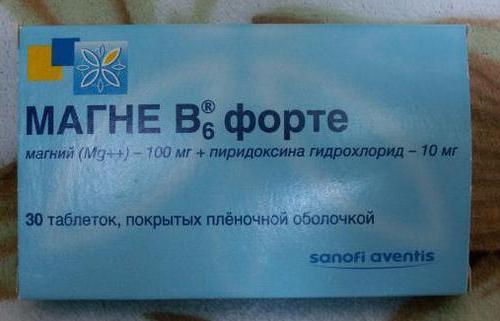 МАГНЕ B6® форте
магний (Mg++) – 100 мг + пиридоксина гидрохлорид – 10 мг
30 таблеток, покрытых плёночной оболочкой
sanofi aventis